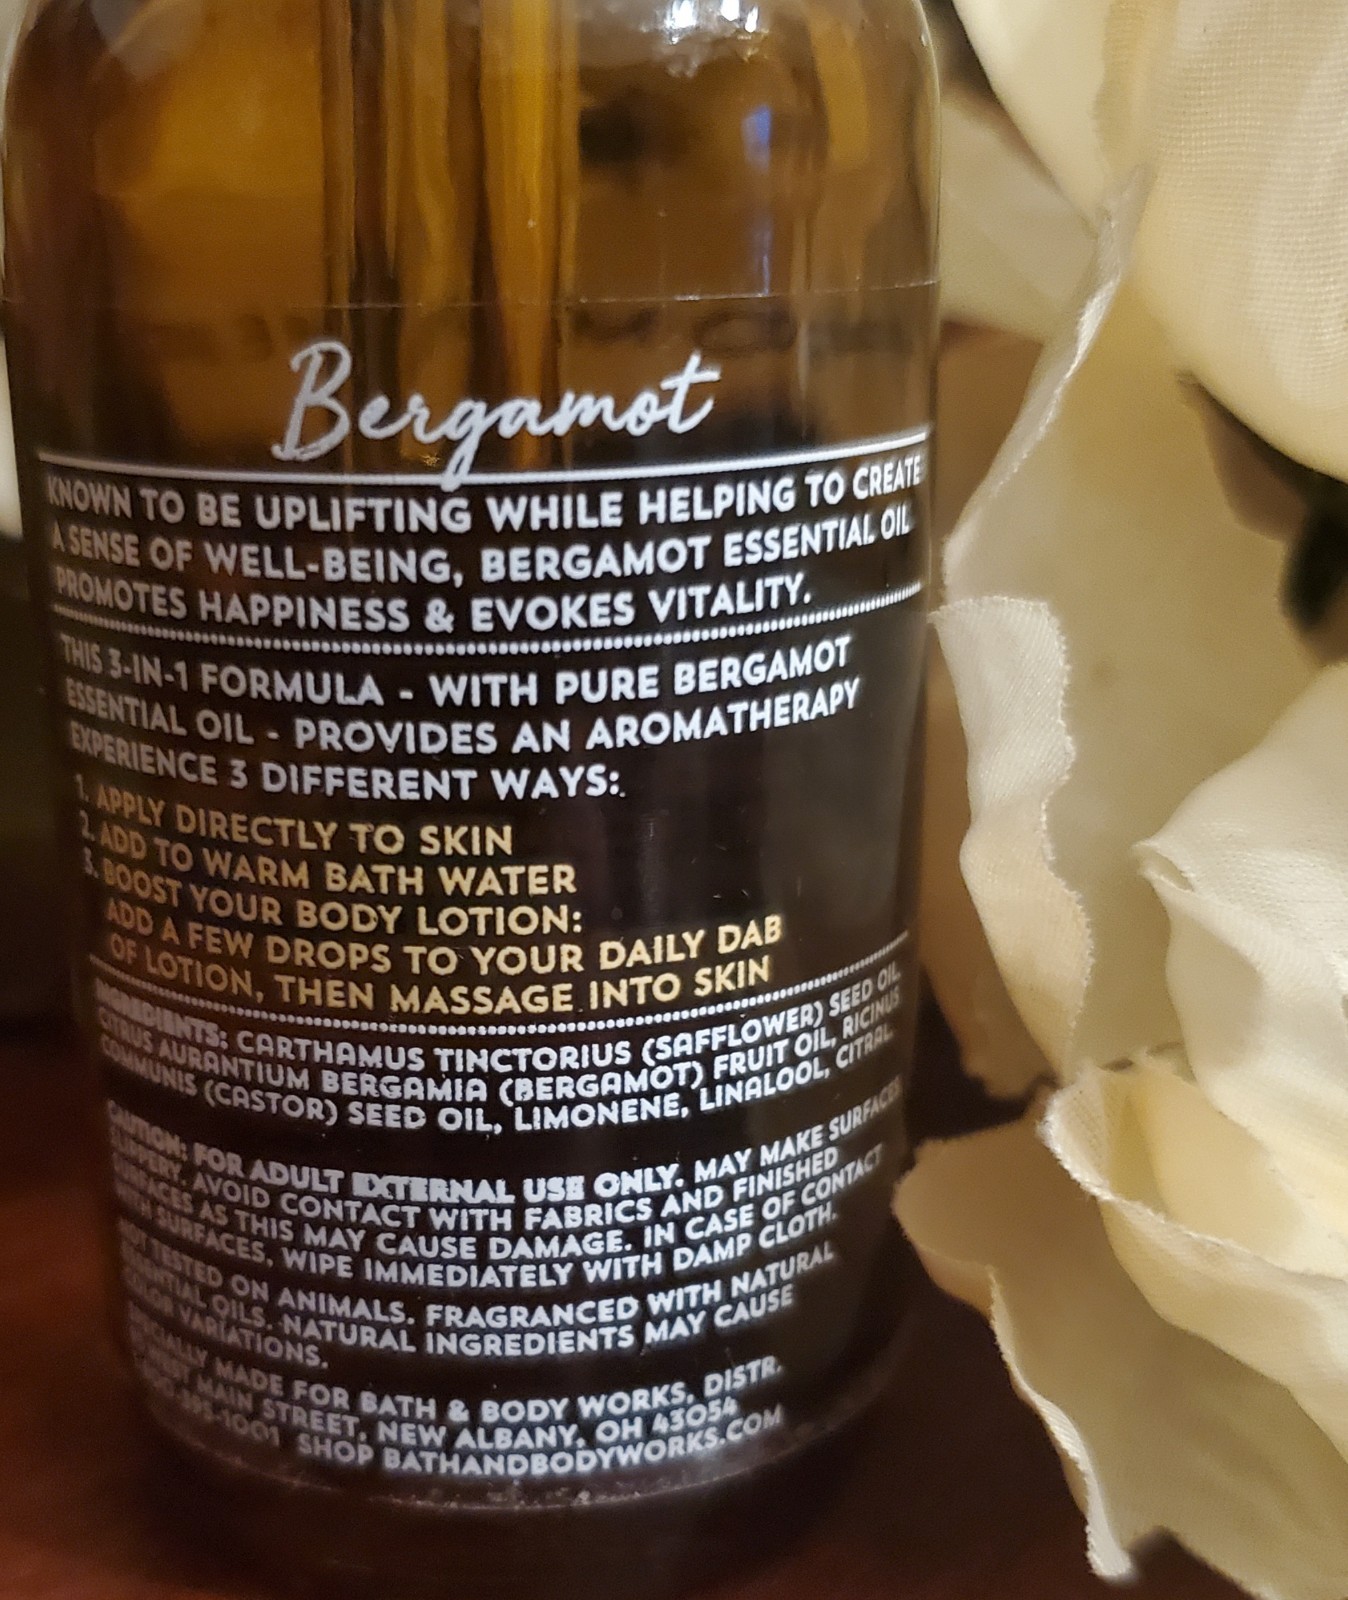 Bergamot
KNOWN TO BE UPLIFTING WHILE HELPING TO CREATE
A SENSE OF WELL-BEING, BERGAMOT ESSENTIAL OIL
PROMOTES HAPPINESS & EVOKES VITALITY.
THIS 3-IN-1 FORMULA - WITH PURE BERGAMOT
ESSENTIAL OIL - PROVIDES AN AROMATHERAPY
EXPERIENCE 3 DIFFERENT WAYS:
1. APPLY DIRECTLY TO SKIN
2. ADD TO WARM BATH WATER
3. BOOST YOUR BODY LOTION:
ADD A FEW DROPS TO YOUR DAILY DAB
OF LOTION, THEN MASSAGE INTO SKIN
INGREDIENTS: CARTHAMUS TINCTORIUS (SAFFLOWER) SEED OIL,
CITRUS AURANTIUM BERGAMIA (BERGAMOT) FRUIT OIL, RICINUS
COMMUNIS (CASTOR) SEED OIL, LIMONENE, LINALOOL, CITRAL.
CAUTION: FOR ADULT EXTERNAL USE ONLY. MAY MAKE SURFACES
SLIPPERY. AVOID CONTACT WITH FABRICS AND FINISHED
SURFACES AS THIS MAY CAUSE DAMAGE. IN CASE OF CONTACT
WITH SURFACES, WIPE IMMEDIATELY WITH DAMP CLOTH.
NOT TESTED ON ANIMALS. FRAGRANCED WITH NATURAL
ESSENTIAL OILS. NATURAL INGREDIENTS MAY CAUSE
COLOR VARIATIONS.
MADE FOR BATH & BODY WORKS, DISTR.
MAIN STREET, NEW ALBANY, OH 43054
SHOP BATHANDBODYWORKS.COM